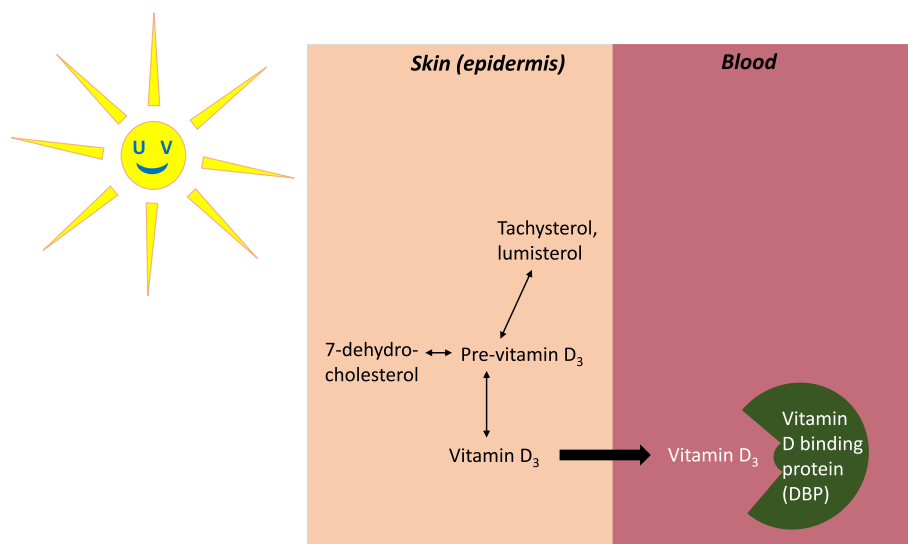 U V
Skin (epidermis)
Blood
Tachysterol,
lumisterol
7-dehydro-
cholesterol
Pre-vitamin D₃
Vitamin D₃
Vitamin D₃
Vitamin
D binding
protein
(DBP)